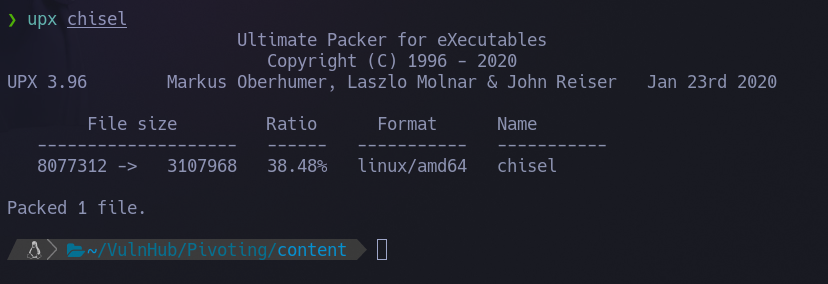 ❯ upx chisel
Ultimate Packer for eXecutables
Copyright (C) 1996 - 2020
UPX 3.96        Markus Oberhumer, Laszlo Molnar & John Reiser   Jan 23rd 2020
File size         Ratio      Format      Name
--------------------   ------   -----------   -----------
8077312 ->   3107968   38.48%   linux/amd64   chisel
Packed 1 file.
~/VulnHub/Pivoting/content